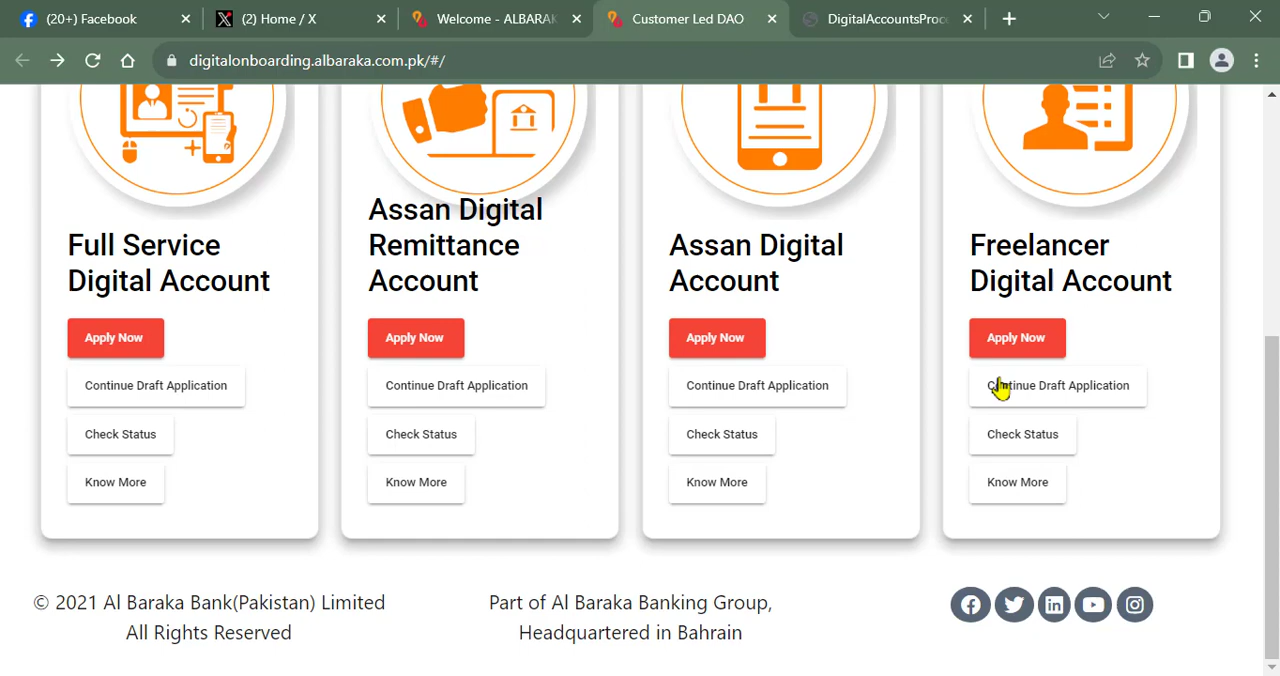 (20+) Facebook
(2) Home / X
Welcome - ALBARAK
Customer Led DAO
DigitalAccountsProce
digitalonboarding.albaraka.com.pk/#/
Full Service
Digital Account
Apply Now
Continue Draft Application
Check Status
Know More
Assan Digital
Remittance
Account
Apply Now
Continue Draft Application
Check Status
Know More
Assan Digital
Account
Apply Now
Continue Draft Application
Check Status
Know More
Freelancer
Digital Account
Apply Now
Continue Draft Application
Check Status
Know More
© 2021 Al Baraka Bank(Pakistan) Limited
All Rights Reserved
Part of Al Baraka Banking Group,
Headquartered in Bahrain